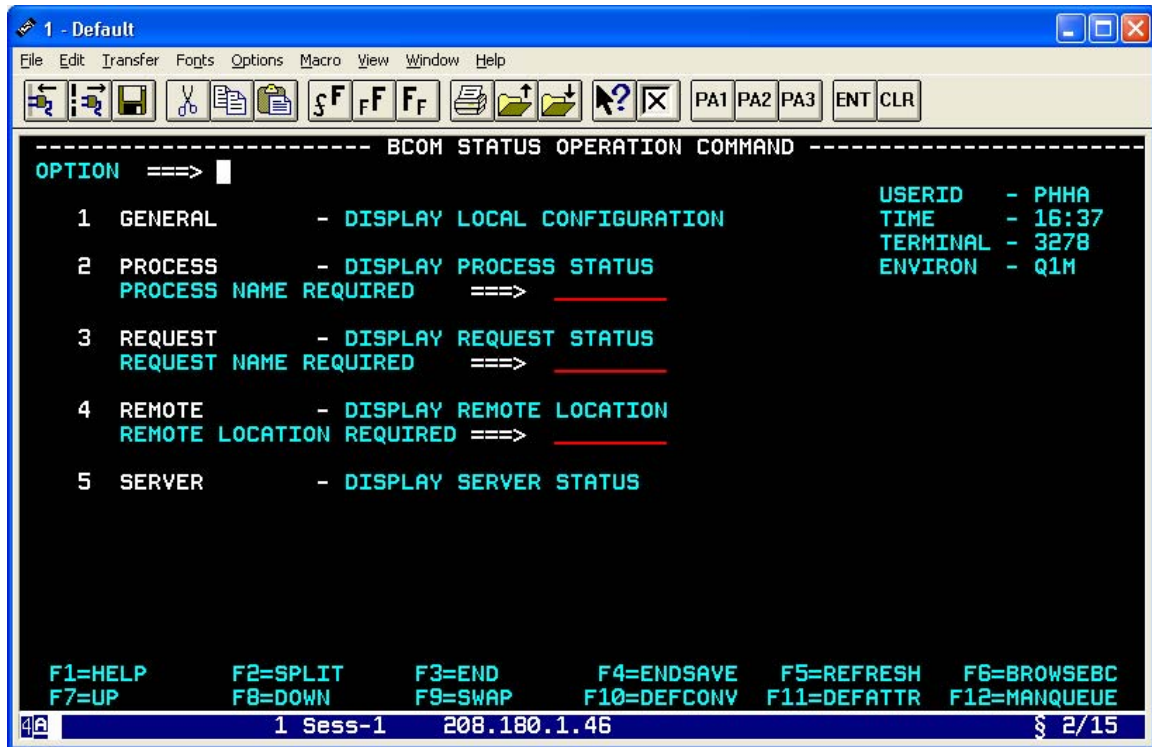 1 - Default
File Edit Transfer Fonts Options Macro View Window Help
PA1 PA2 PA3 ENT CLR
------------------------- BCOM STATUS OPERATION COMMAND -------------------------
OPTION ===>
USERID - PHHA
1 GENERAL - DISPLAY LOCAL CONFIGURATION TIME - 16:37
TERMINAL - 3278
2 PROCESS - DISPLAY PROCESS STATUS ENVIRON - Q1M
PROCESS NAME REQUIRED ===> ________
3 REQUEST - DISPLAY REQUEST STATUS
REQUEST NAME REQUIRED ===> ________
4 REMOTE - DISPLAY REMOTE LOCATION
REMOTE LOCATION REQUIRED ===> ________
5 SERVER - DISPLAY SERVER STATUS
F1=HELP F2=SPLIT F3=END F4=ENDSAVE F5=REFRESH F6=BROWSEBC
F7=UP F8=DOWN F9=SWAP F10=DEFCONV F11=DEFATTR F12=MANQUEUE
4A 1 Sess-1 208.180.1.46 § 2/15